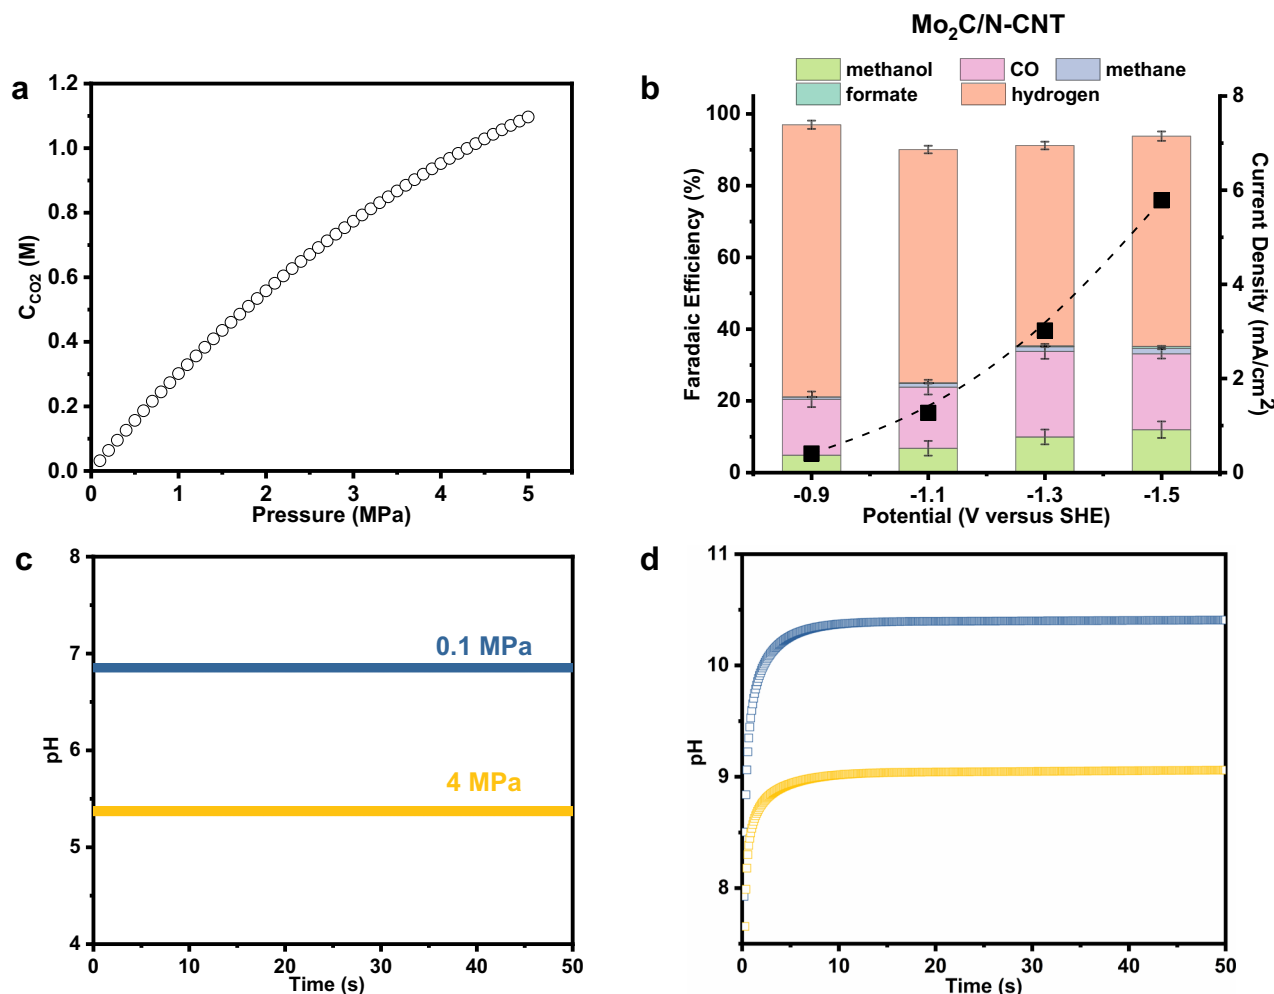 Mo₂C/N-CNT
a
1.2
1.0
0.8
0.6
0.4
0.2
0.0
C_CO2 (M)
0 1 2 3 4 5
Pressure (MPa)
b
methanol CO methane
formate hydrogen
100
80
60
40
20
0
Faradaic Efficiency (%)
8
6
4
2
0
Current Density (mA/cm²)
-0.9 -1.1 -1.3 -1.5
Potential (V versus SHE)
c
8
7
6
5
4
pH
0.1 MPa
4 MPa
0 10 20 30 40 50
Time (s)
d
11
10
9
8
pH
0 10 20 30 40 50
Time (s)